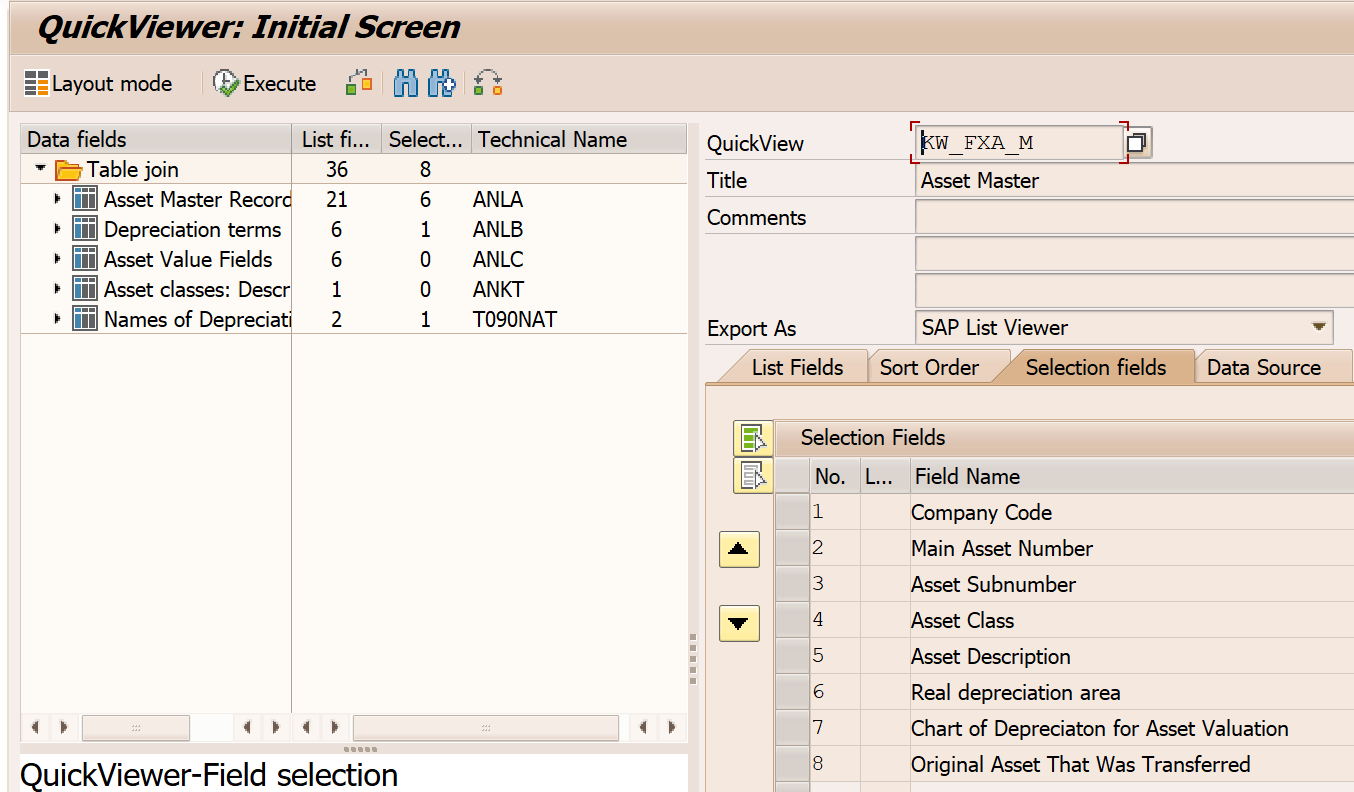 QuickViewer: Initial Screen
Layout mode Execute
Data fields List fi... Select... Technical Name
Table join 36 8
Asset Master Record 21 6 ANLA
Depreciation terms 6 1 ANLB
Asset Value Fields 6 0 ANLC
Asset classes: Descr 1 0 ANKT
Names of Depreciati 2 1 T090NAT
QuickViewer-Field selection
QuickView KW_FXA_M
Title Asset Master
Comments
Export As SAP List Viewer
List Fields Sort Order Selection fields Data Source
Selection Fields
No. L... Field Name
1 Company Code
2 Main Asset Number
3 Asset Subnumber
4 Asset Class
5 Asset Description
6 Real depreciation area
7 Chart of Depreciaton for Asset Valuation
8 Original Asset That Was Transferred